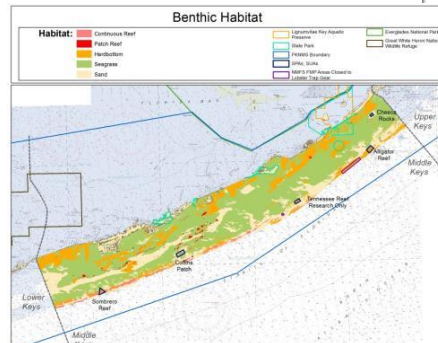 Benthic Habitat
Habitat:
Continuous Reef
Patch Reef
Hardbottom
Seagrass
Sand
Lignumvitae Key Aquatic
Preserve
State Park
FKNMS Boundary
SPAs, SUAs
NMFS FMP Areas Closed to
Lobster Trap Gear
Everglades National Park
Great White Heron National
Wildlife Refuge
Upper
Keys
Cheeca
Rocks
Middle
Keys
Alligator
Reef
Tennessee Reef
Research Only
Coffins
Patch
Lower
Keys
Sombrero
Reef
Middle